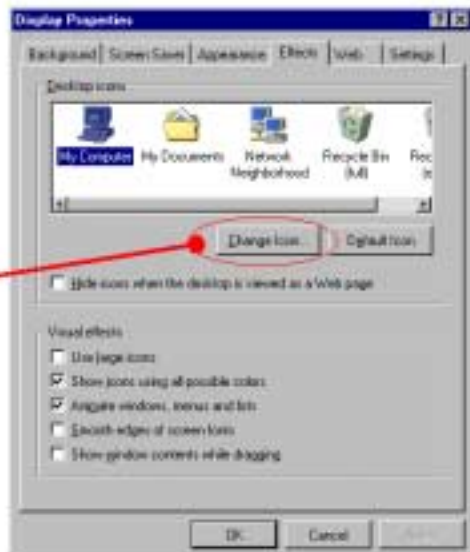 Display Properties
Background Screen Saver Appearance Effects Web Settings
Desktop icons
My Computer My Documents Network Neighborhood Recycle Bin (full) Rec
Change Icon... Default Icon
Hide icons when the desktop is viewed as a Web page
Visual effects
Use large icons
Show icons using all possible colors
Animate windows, menus and lists
Smooth edges of screen fonts
Show window contents while dragging
OK Cancel Apply